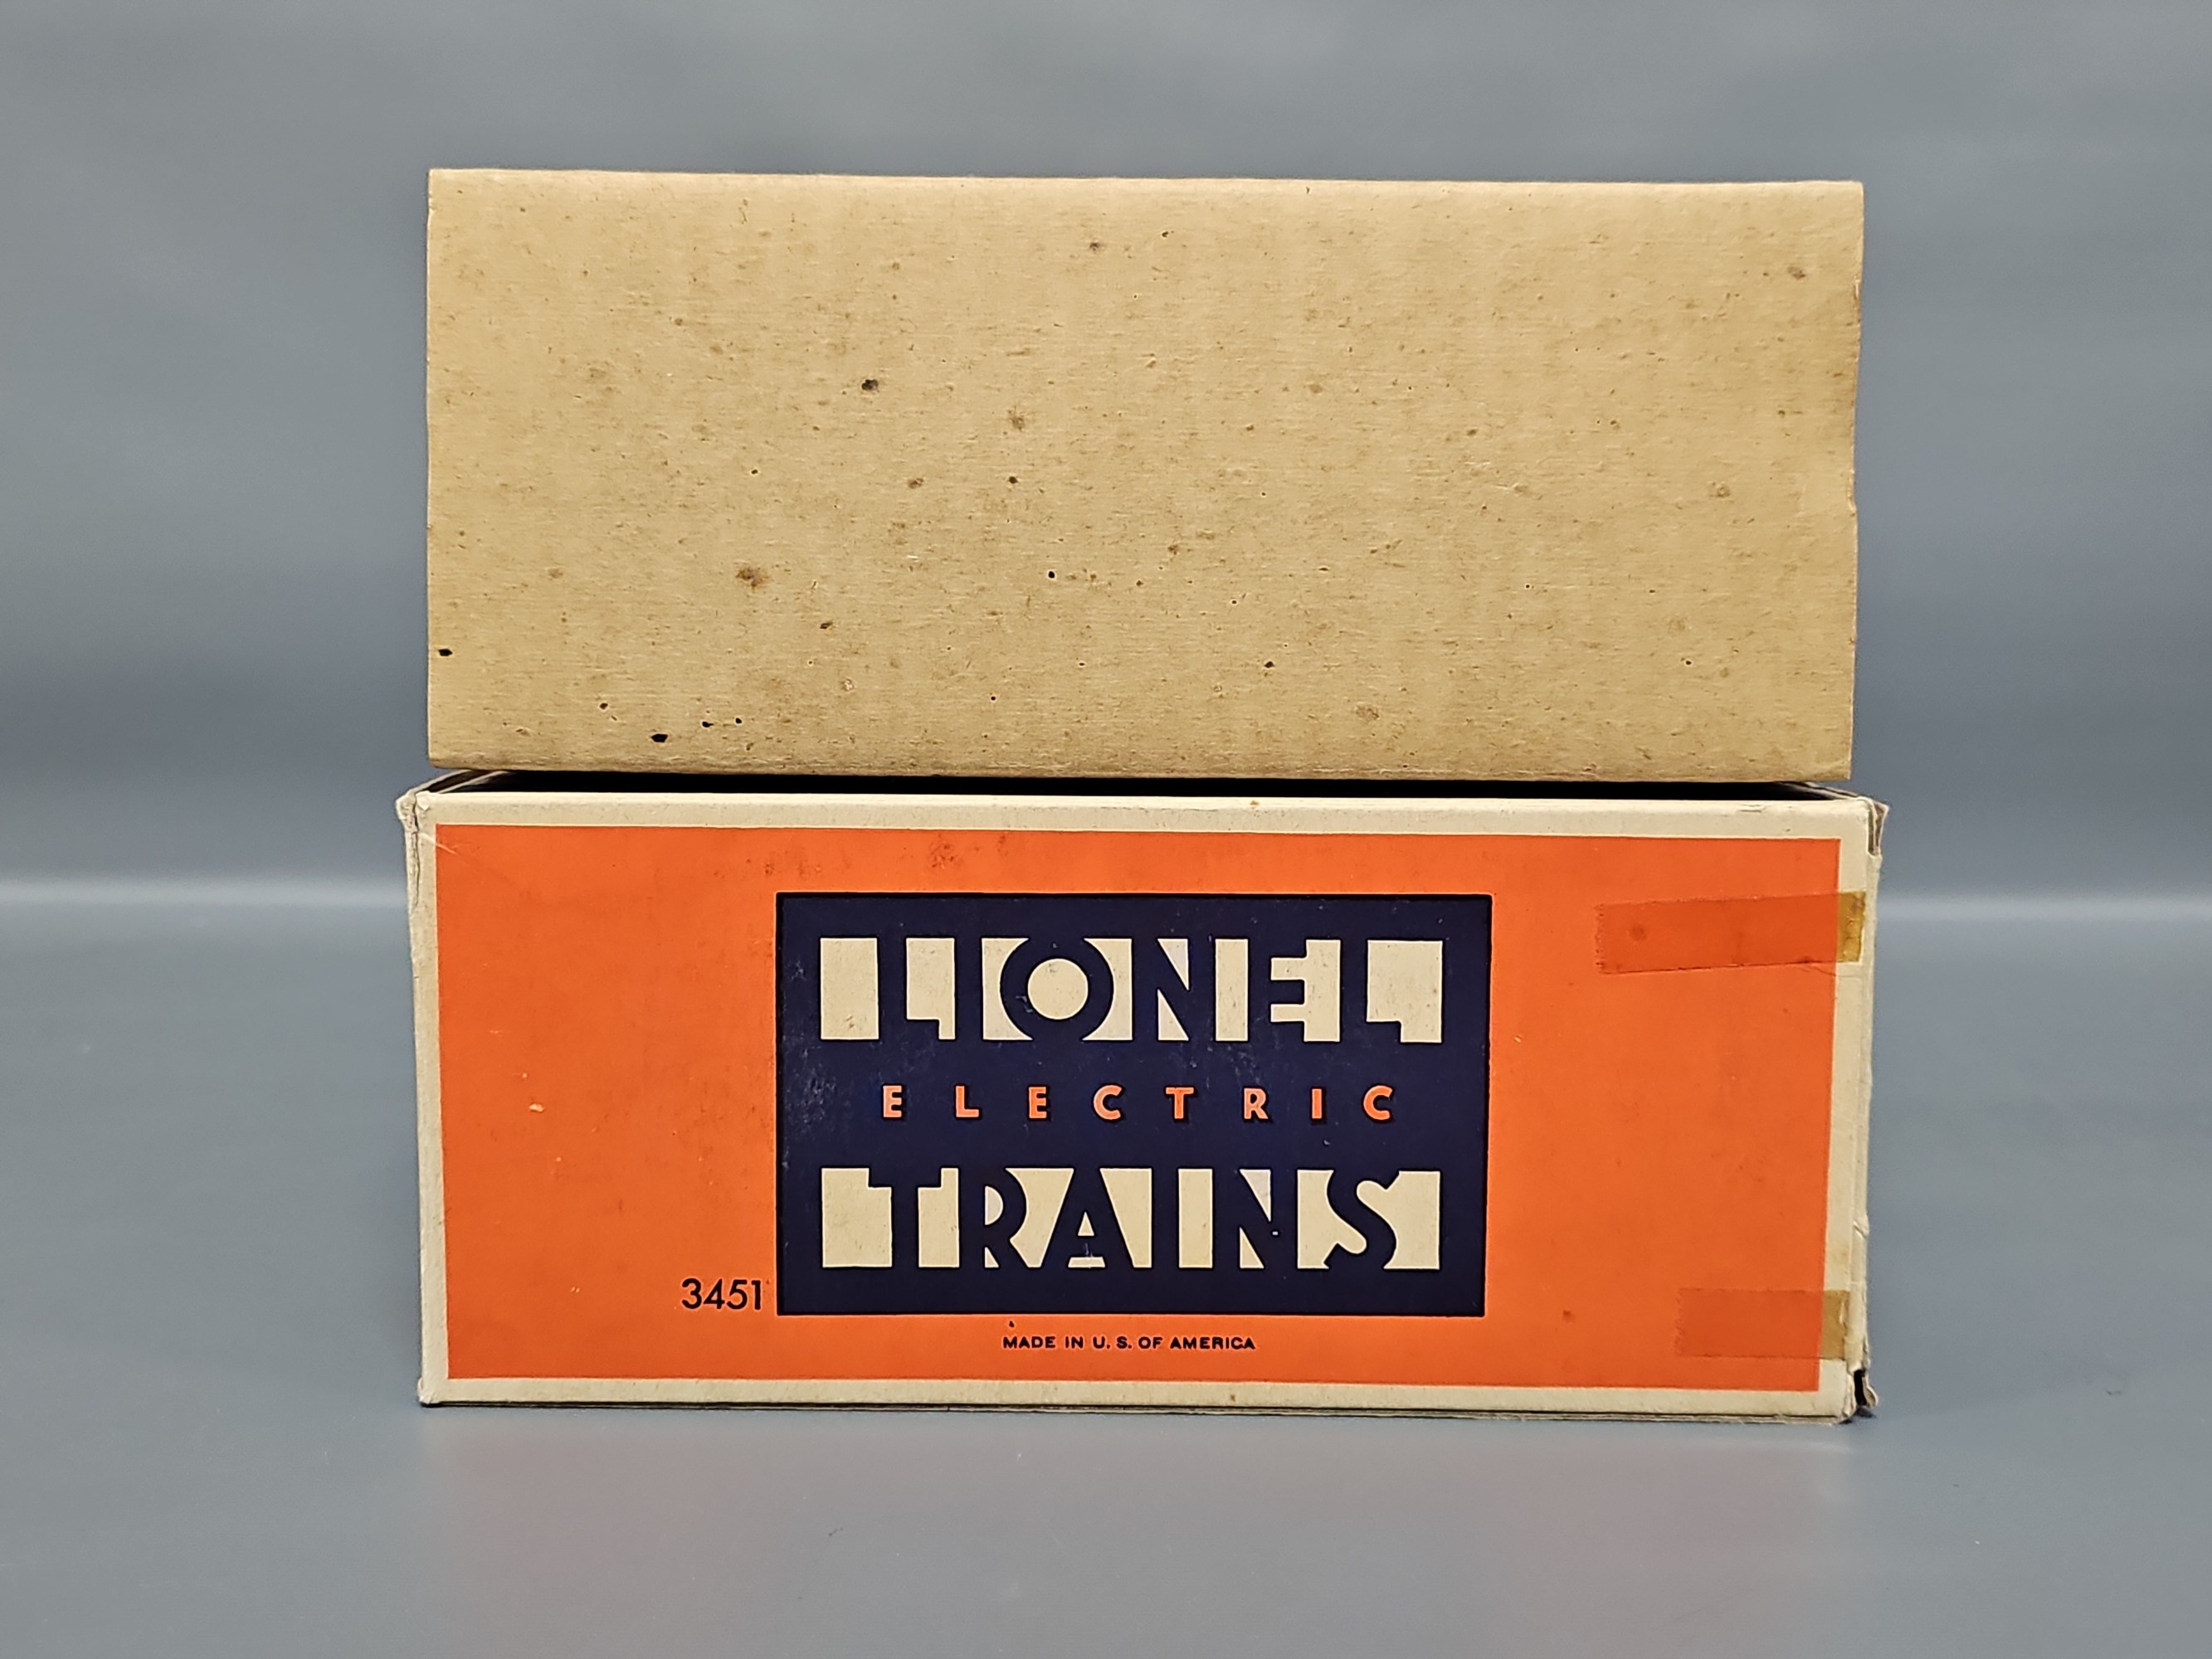 LIONEL
ELECTRIC
TRAINS
3451
MADE IN U. S. OF AMERICA